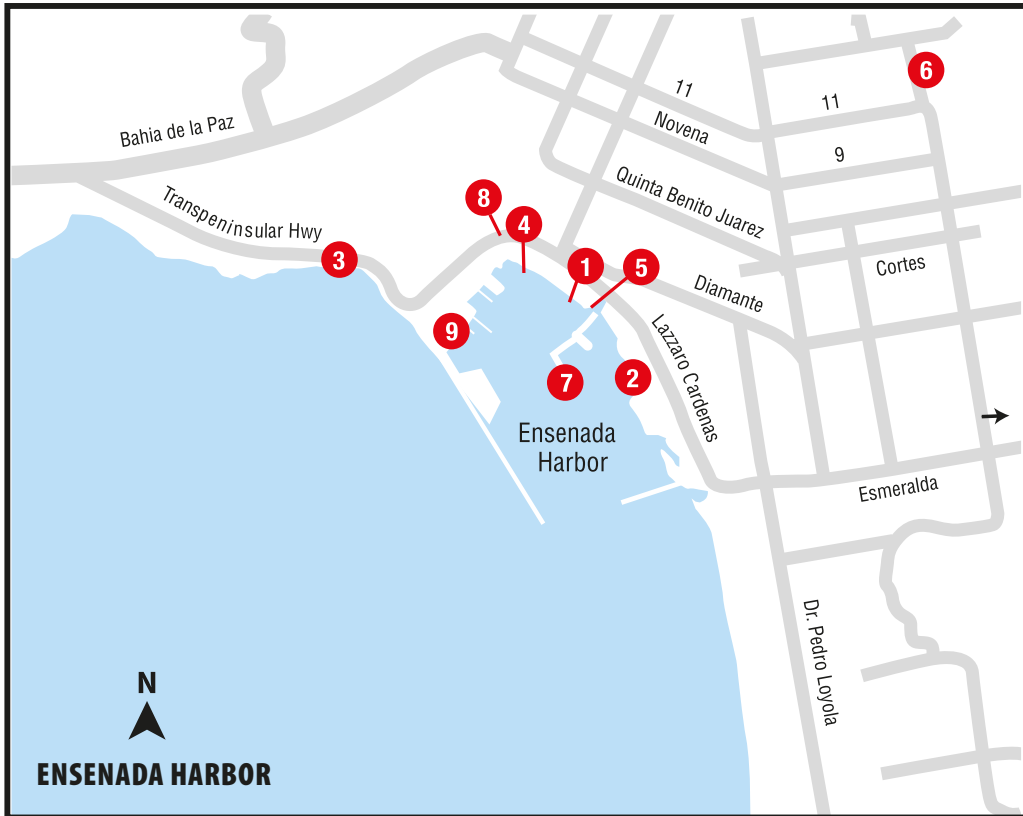 6
11
11
Bahia de la Paz
Novena
9
Quinta Benito Juarez
Transpeninsular Hwy
8
4
3
1
5
Cortes
Diamante
9
Lazzaro Cardenas
7
2
Ensenada
Harbor
Esmeralda
Dr. Pedro Loyola
N
ENSENADA HARBOR